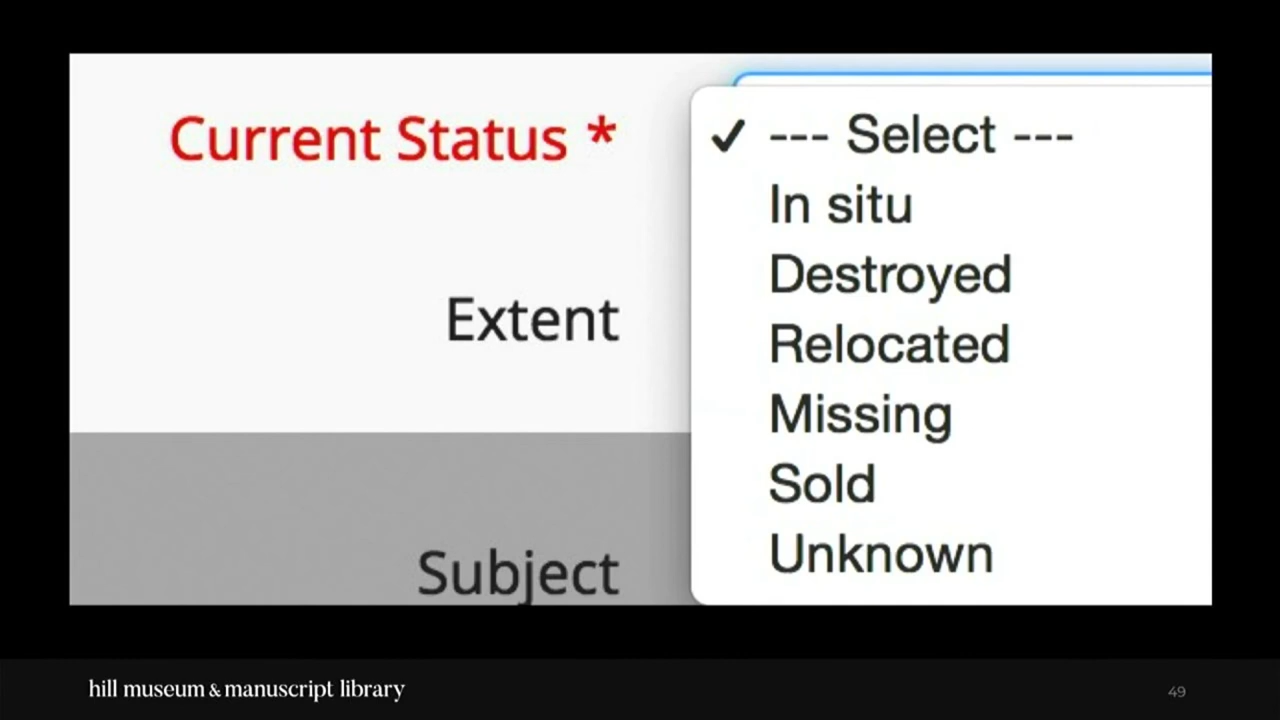 Current Status *
✓ --- Select ---
In situ
Destroyed
Extent
Relocated
Missing
Sold
Unknown
Subject
hill museum & manuscript library
49